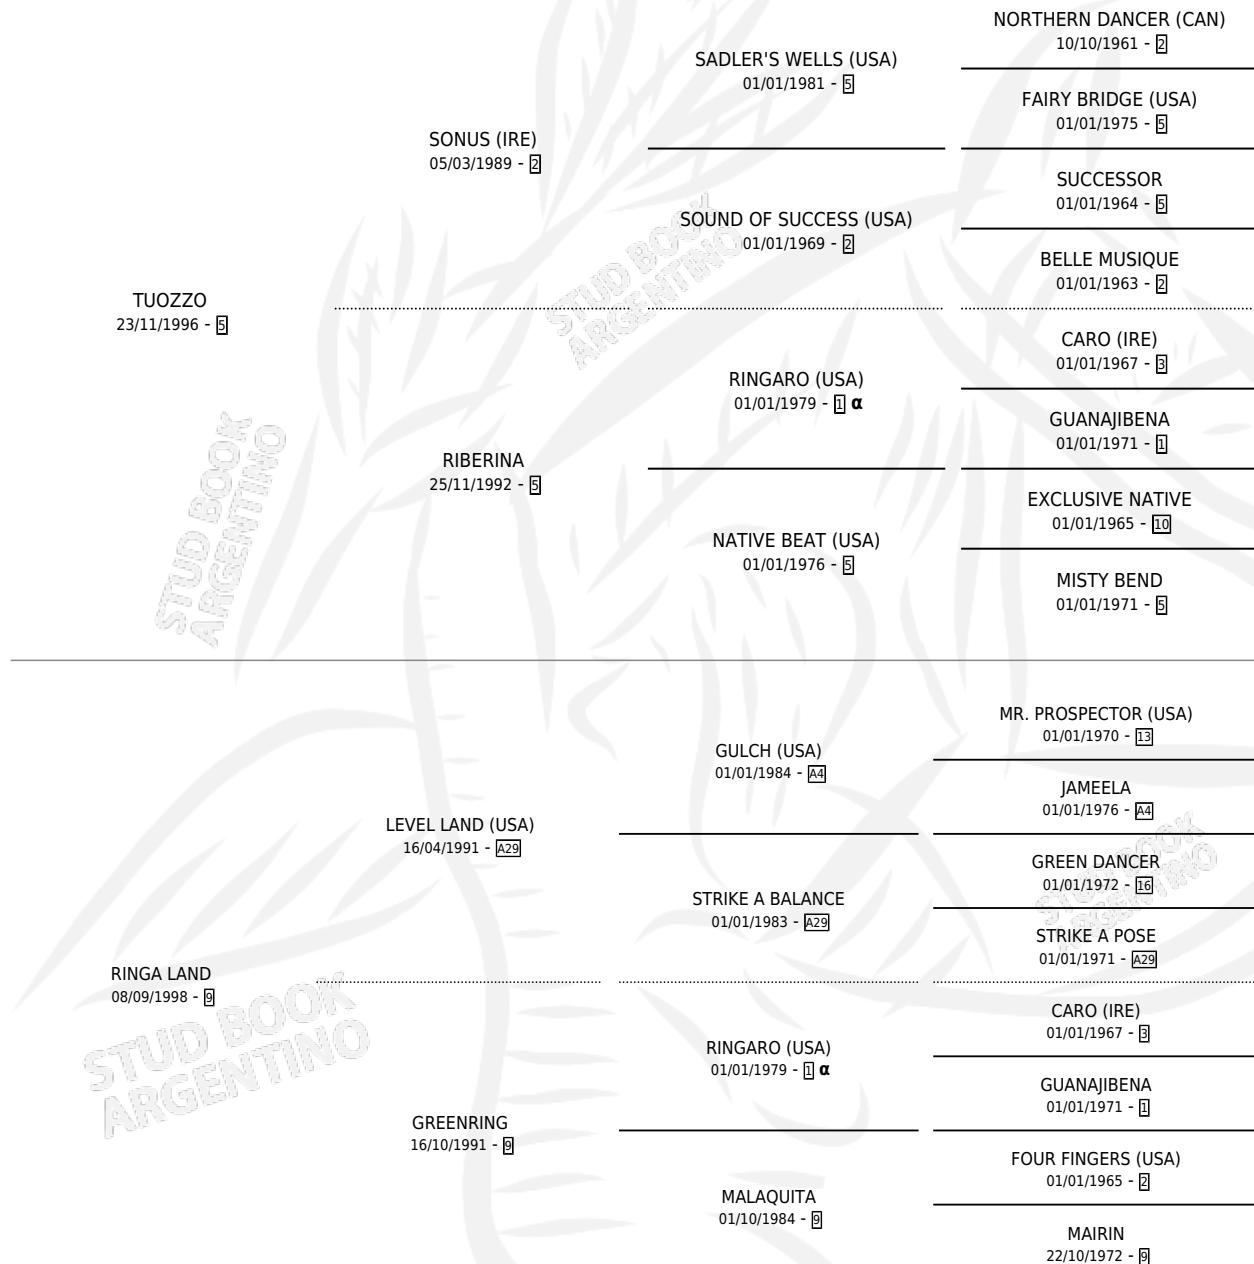 NORTHERN DANCER (CAN)
10/10/1961 - 2
SADLER'S WELLS (USA)
01/01/1981 - 5
FAIRY BRIDGE (USA)
01/01/1975 - 5
SONUS (IRE)
05/03/1989 - 2
SUCCESSOR
01/01/1964 - 5
SOUND OF SUCCESS (USA)
01/01/1969 - 2
BELLE MUSIQUE
01/01/1963 - 2
TUOZZO
23/11/1996 - 5
STUD BOOK
ARGENTINO
CARO (IRE)
01/01/1967 - 3
RINGARO (USA)
01/01/1979 - 1 α
GUANAJIBENA
01/01/1971 - 1
RIBERINA
25/11/1992 - 5
EXCLUSIVE NATIVE
01/01/1965 - 10
NATIVE BEAT (USA)
01/01/1976 - 5
MISTY BEND
01/01/1971 - 5
STUD BOOK
ARGENTINO
MR. PROSPECTOR (USA)
01/01/1970 - 13
GULCH (USA)
01/01/1984 - A4
JAMEELA
01/01/1976 - A4
LEVEL LAND (USA)
16/04/1991 - A29
GREEN DANCER
01/01/1972 - 16
STRIKE A BALANCE
01/01/1983 - A29
STUD BOOK
ARGENTINO
STRIKE A POSE
01/01/1971 - A29
RINGA LAND
08/09/1998 - 9
STUD BOOK
ARGENTINO
CARO (IRE)
01/01/1967 - 3
RINGARO (USA)
01/01/1979 - 1 α
GUANAJIBENA
01/01/1971 - 1
GREENRING
16/10/1991 - 9
FOUR FINGERS (USA)
01/01/1965 - 2
MALAQUITA
01/10/1984 - 9
MAIRIN
22/10/1972 - 9